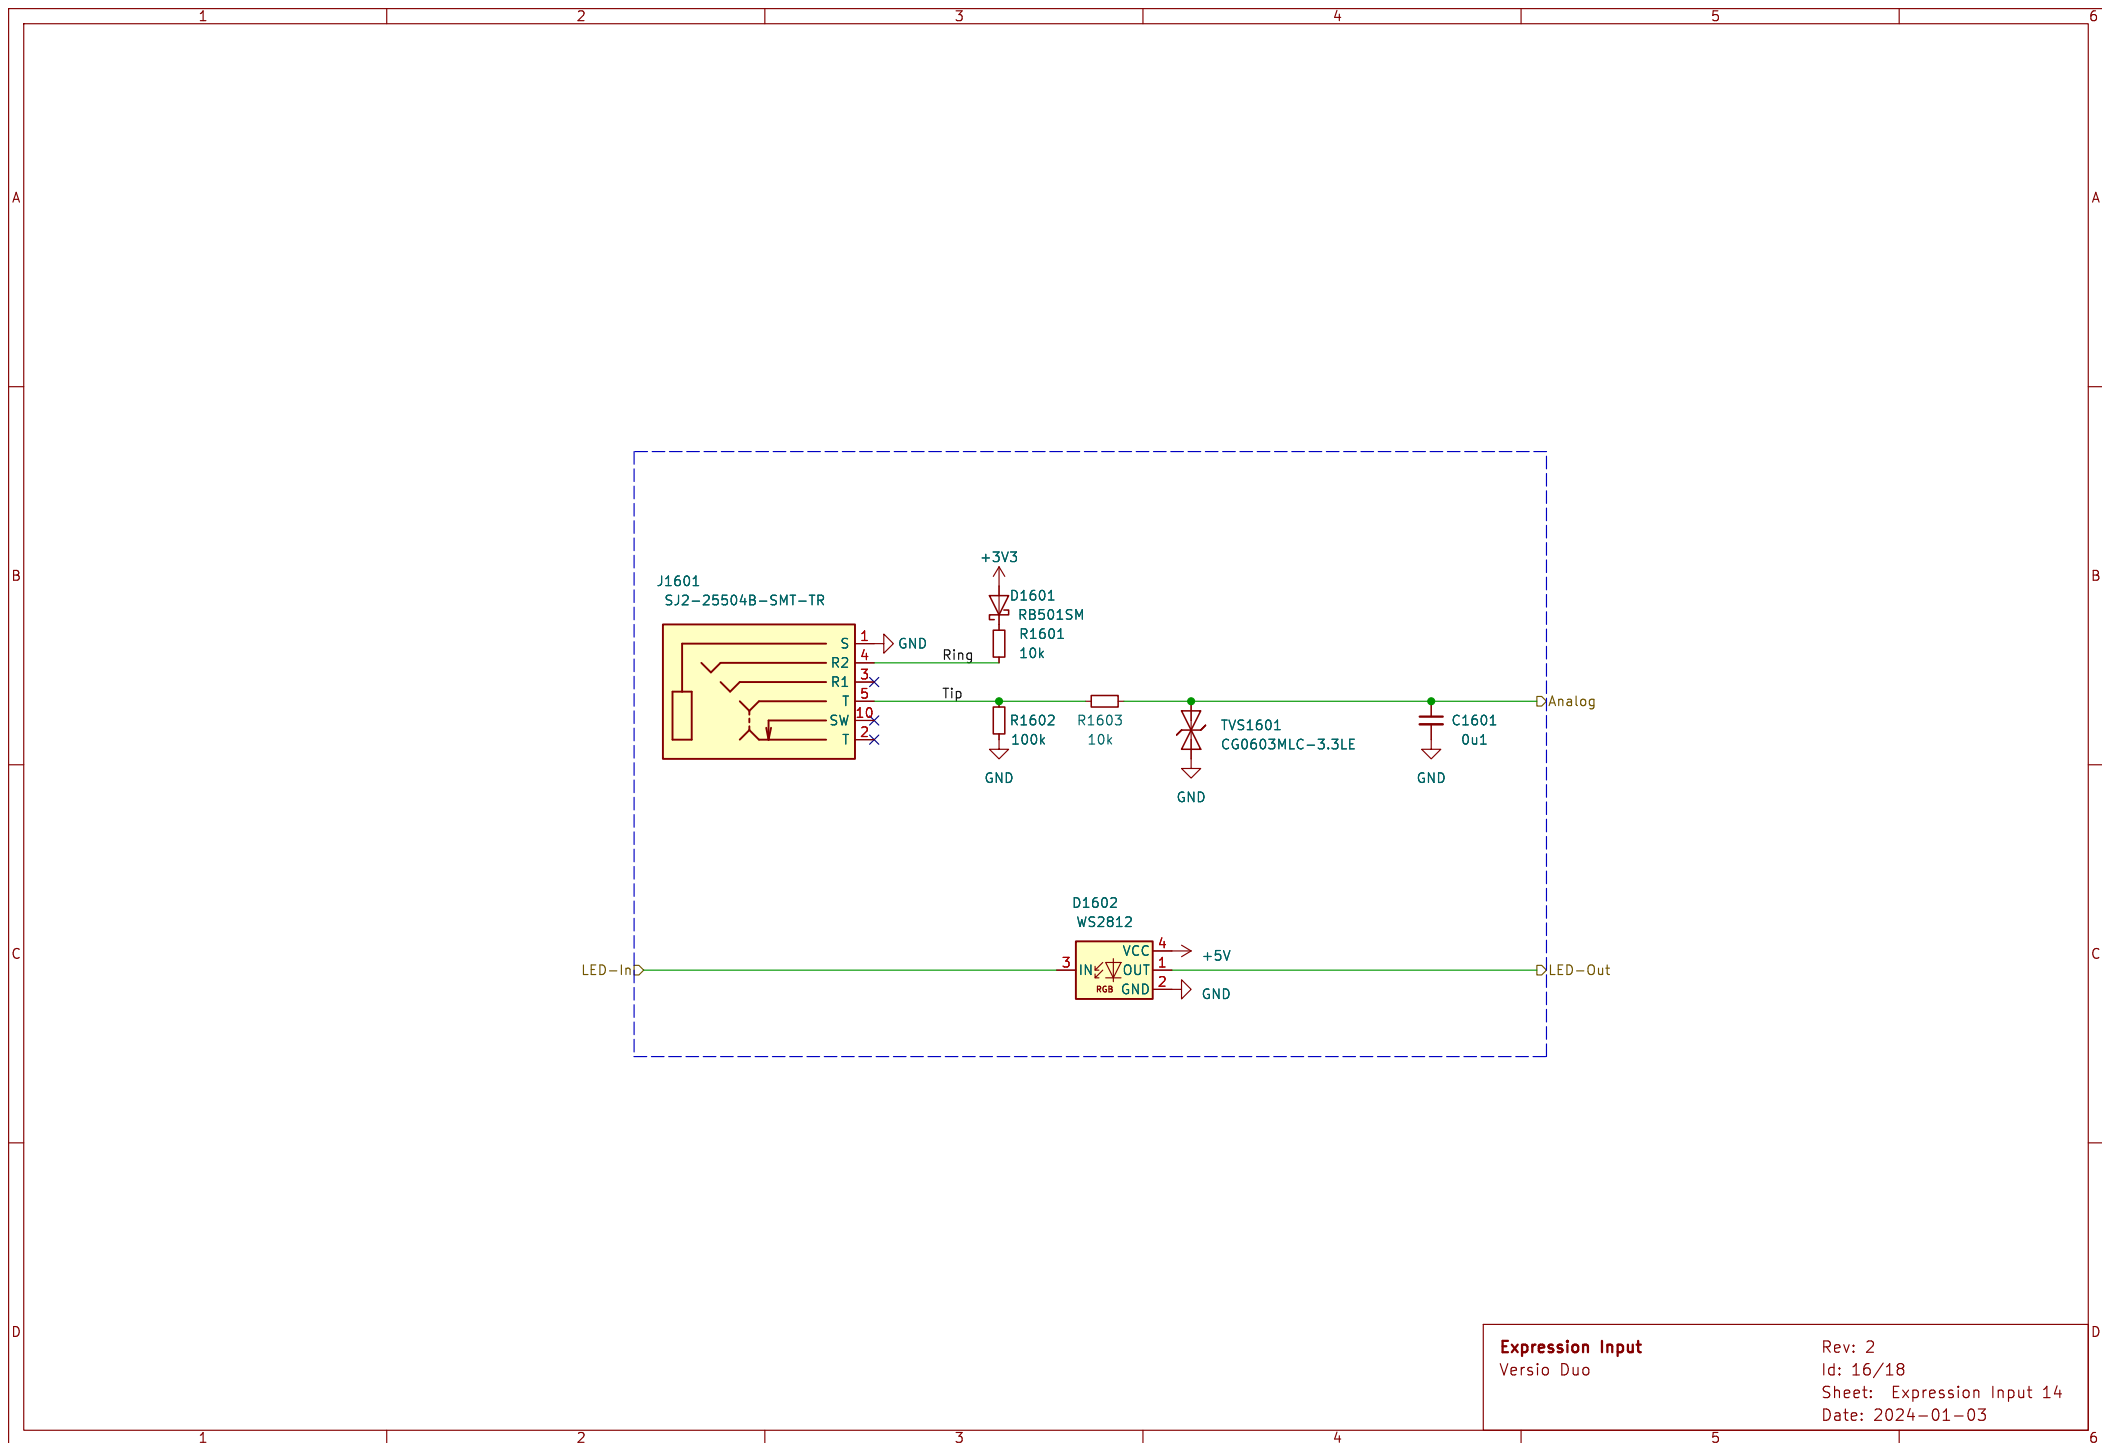 1 2 3 4 5 6
A A
B B
C C
D D
+3V3
J1601
SJ2-25504B-SMT-TR
D1601
RB501SM
R1601
10k
S 1 GND
R2 4 Ring
R1 3
T 5 Tip
SW 10
T 2
R1602
100k
GND
R1603
10k
TVS1601
CG0603MLC-3.3LE
GND
C1601
0u1
GND
Analog
D1602
WS2812
VCC 4 +5V
LED-In 3 IN OUT 1 LED-Out
RGB GND 2 GND
Expression Input
Versio Duo
Rev: 2
Id: 16/18
Sheet: Expression Input 14
Date: 2024-01-03
1 2 3 4 5 6